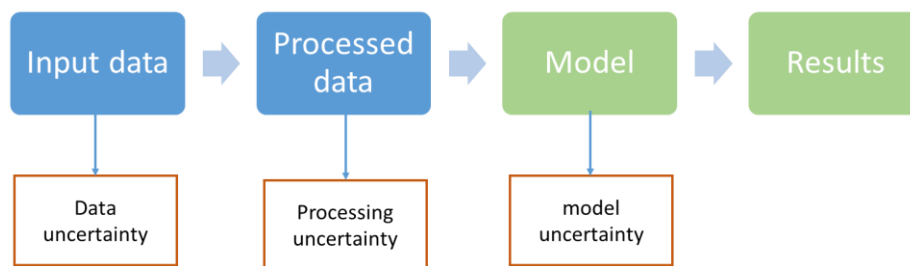 Input data
Processed
data
Model
Results
Data
uncertainty
Processing
uncertainty
model
uncertainty